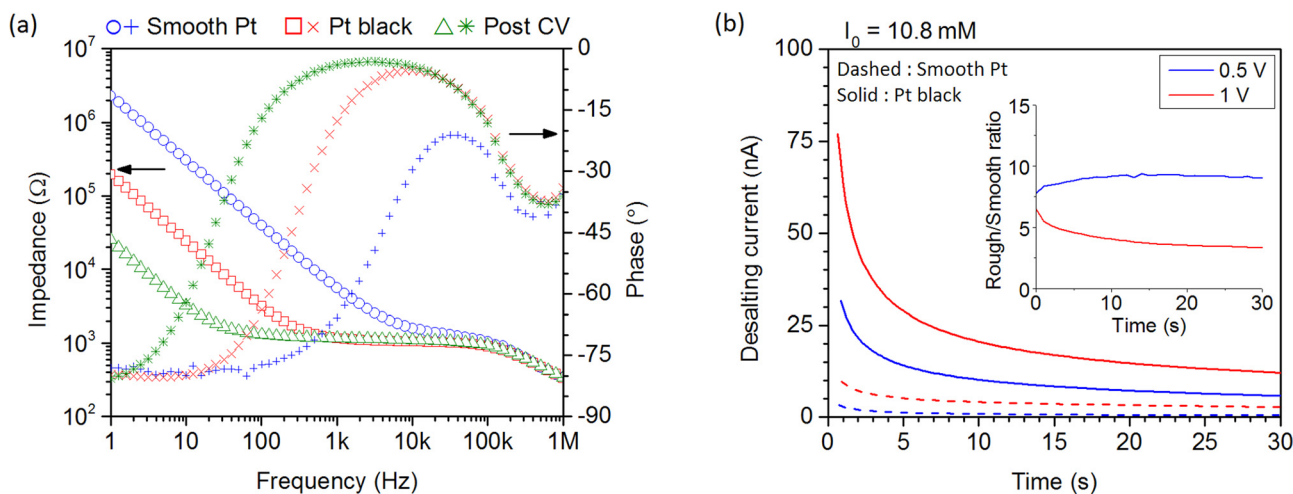 (a)
Smooth Pt Pt black Post CV
10⁷
10⁶
10⁵
10⁴
10³
10²
Impedance (Ω)
0
−15
−30
−45
−60
−75
−90
Phase (°)
1 10 100 1k 10k 100k 1M
Frequency (Hz)
(b)
I₀ = 10.8 mM
100
75
50
25
0
Desalting current (nA)
Dashed : Smooth Pt
Solid : Pt black
0.5 V
1 V
15
10
5
0
Rough/Smooth ratio
0 10 20 30
Time (s)
0 5 10 15 20 25 30
Time (s)